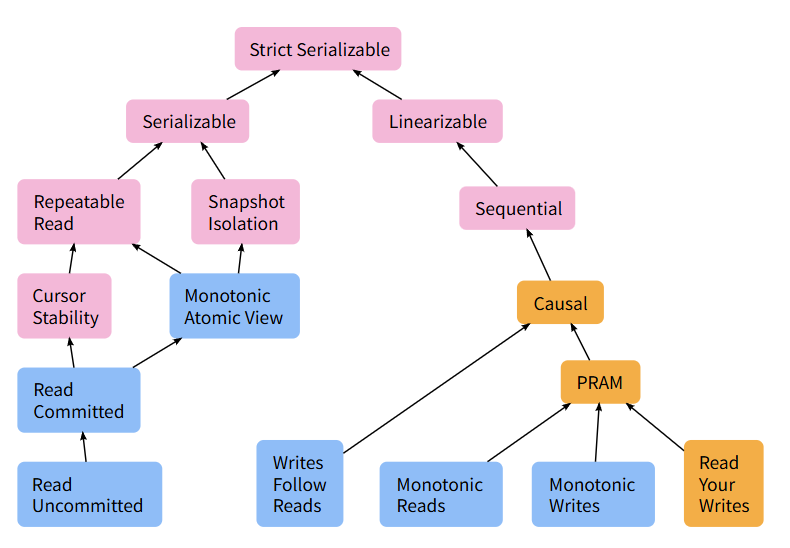 Strict Serializable
Serializable
Linearizable
Repeatable
Read
Snapshot
Isolation
Sequential
Cursor
Stability
Monotonic
Atomic View
Causal
PRAM
Read
Committed
Read
Uncommitted
Writes
Follow
Reads
Monotonic
Reads
Monotonic
Writes
Read
Your
Writes